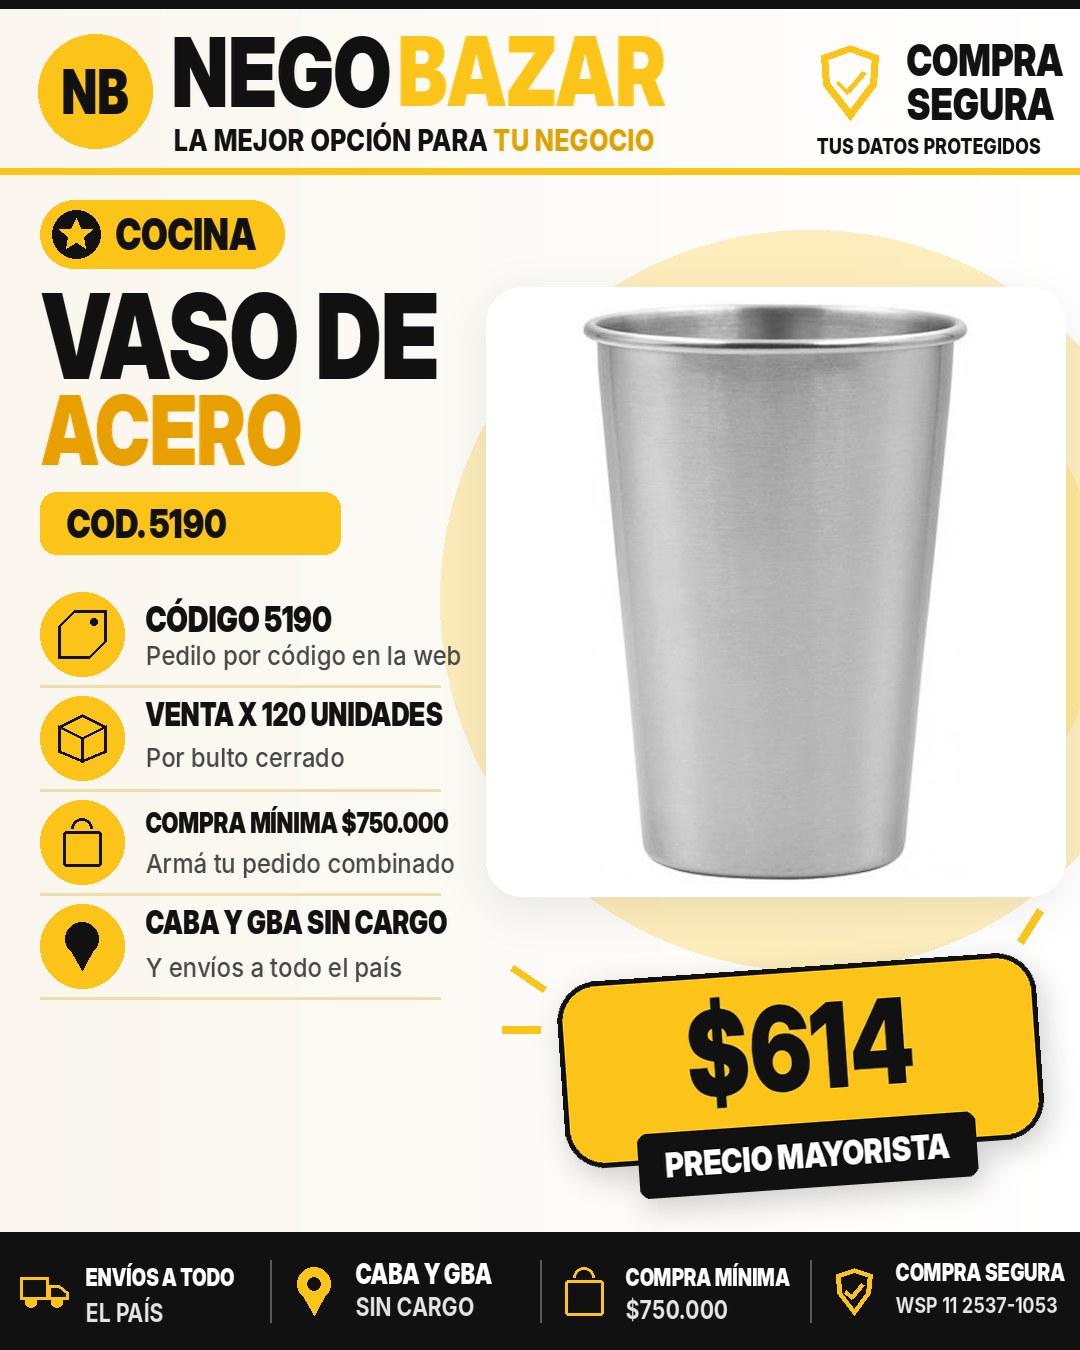 NB
NEGOBAZAR
LA MEJOR OPCIÓN PARA TU NEGOCIO
COMPRA
SEGURA
TUS DATOS PROTEGIDOS
COCINA
VASO DE
ACERO
COD. 5190
CÓDIGO 5190
Pedilo por código en la web
VENTA X 120 UNIDADES
Por bulto cerrado
COMPRA MÍNIMA $750.000
Armá tu pedido combinado
CABA Y GBA SIN CARGO
Y envíos a todo el país
$614
PRECIO MAYORISTA
ENVÍOS A TODO
EL PAÍS
CABA Y GBA
SIN CARGO
COMPRA MÍNIMA
$750.000
COMPRA SEGURA
WSP 11 2537-1053